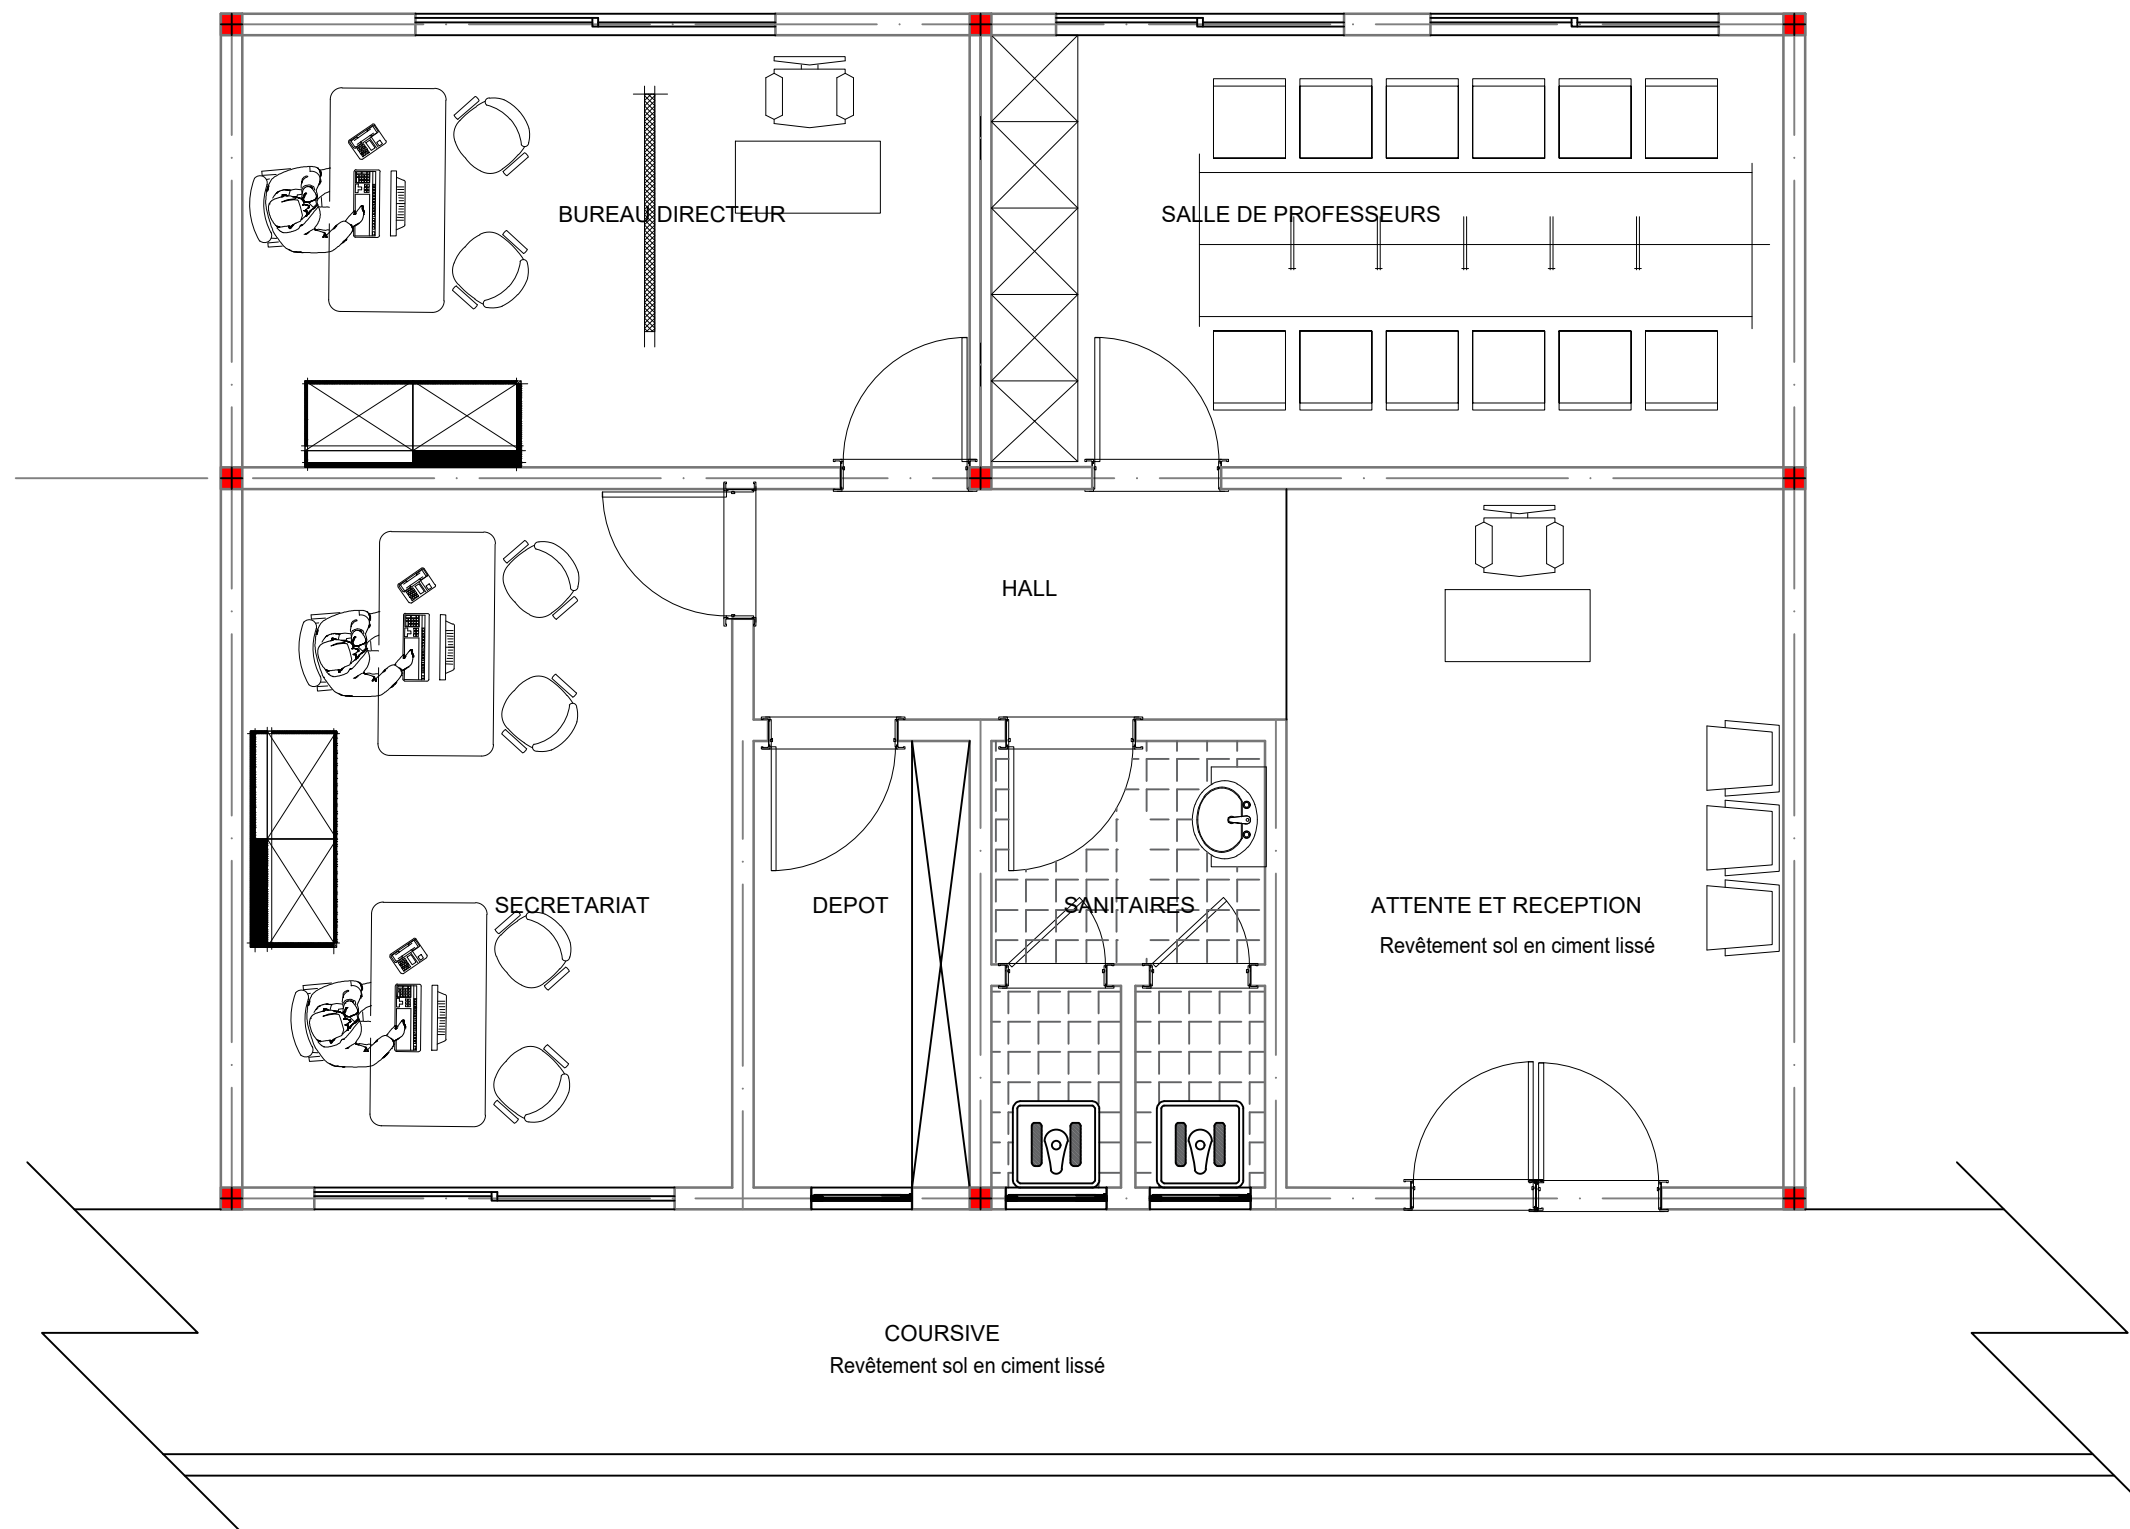 BUREAU DIRECTEUR
SALLE DE PROFESSEURS
HALL
SECRETARIAT
DEPOT
SANITAIRES
ATTENTE ET RECEPTION
Revêtement sol en ciment lissé
COURSIVE
Revêtement sol en ciment lissé